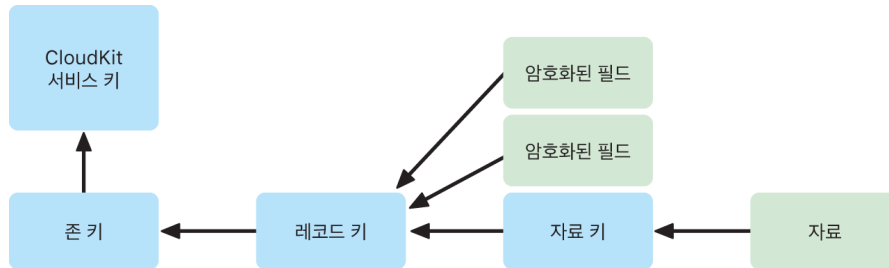 CloudKit
서비스 키
암호화된 필드
암호화된 필드
존 키
레코드 키
자료 키
자료